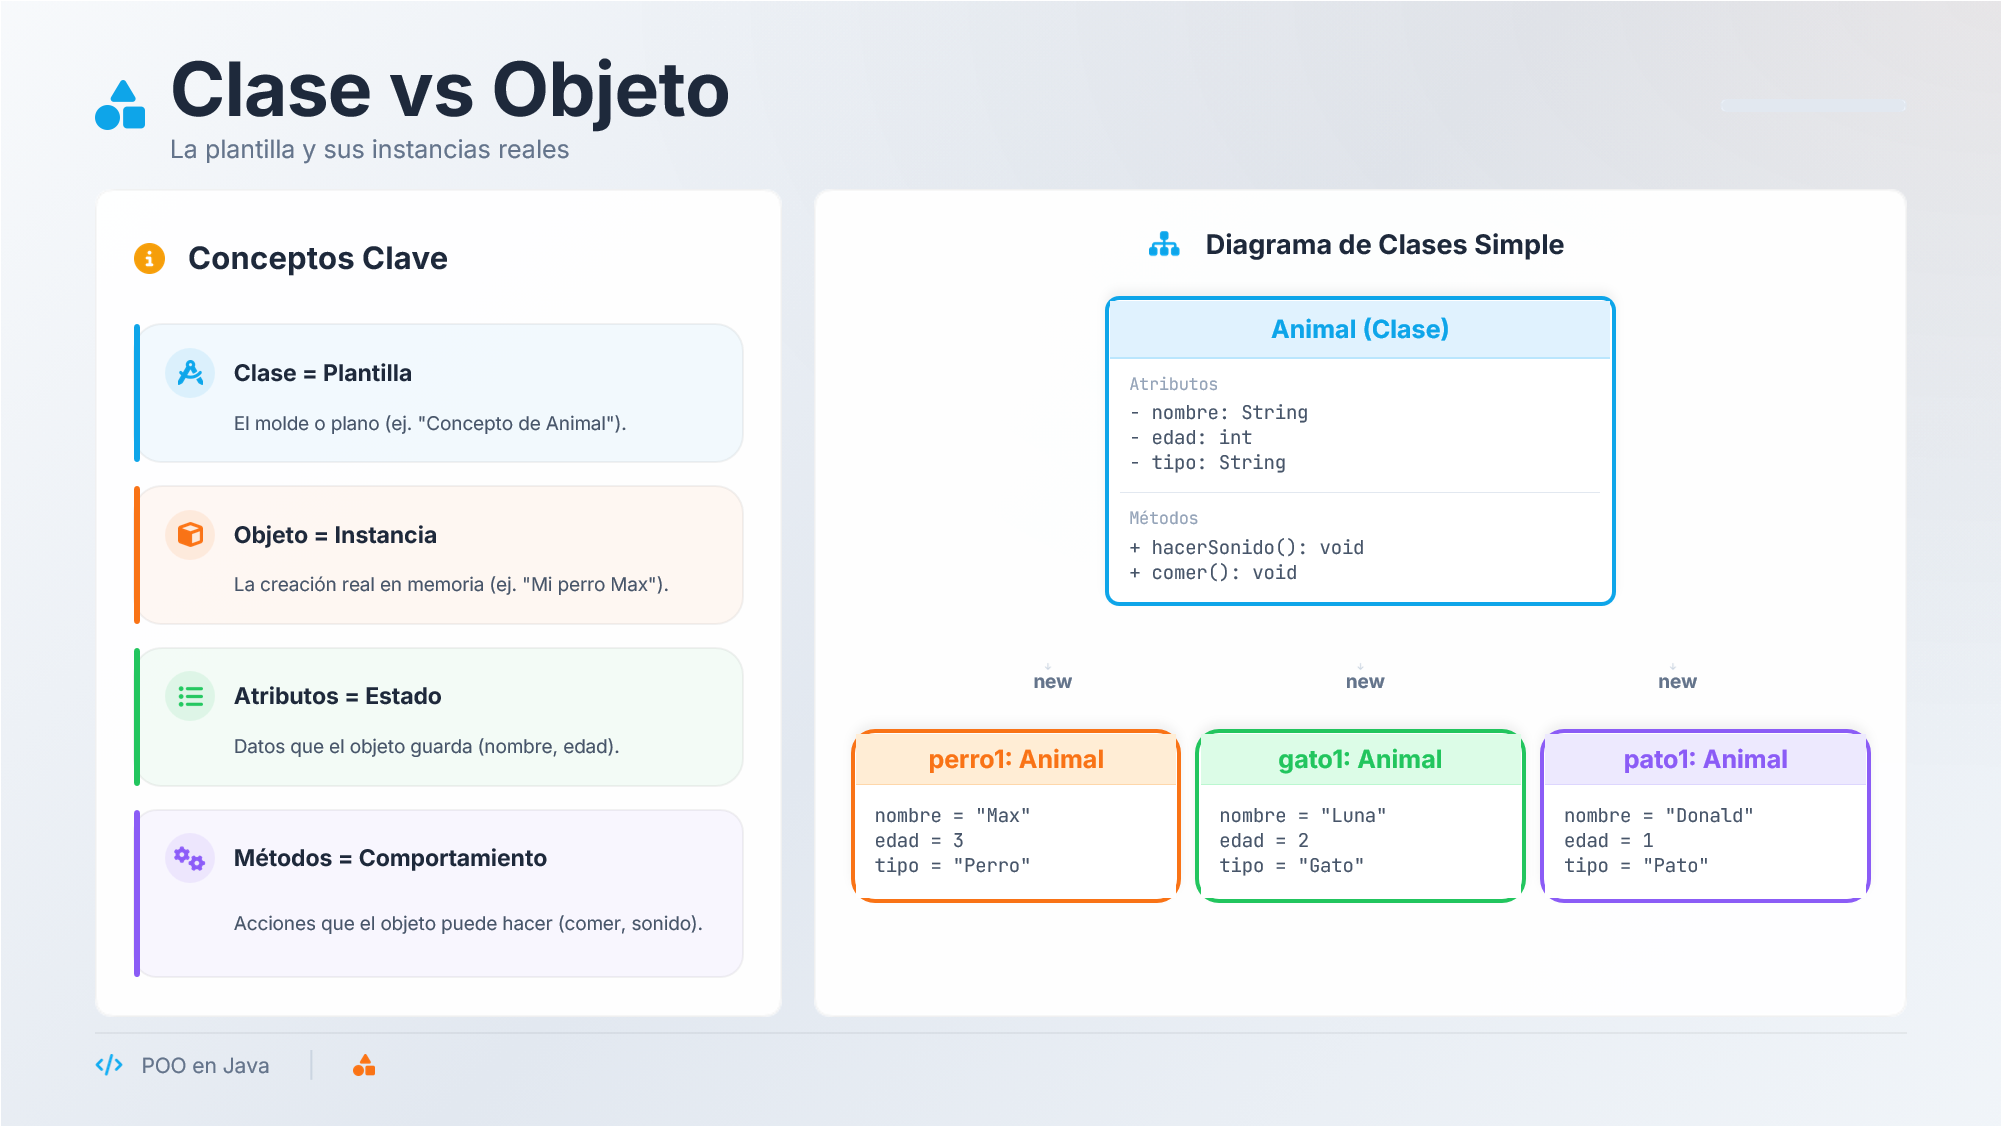 Clase vs Objeto
La plantilla y sus instancias reales
Conceptos Clave
Clase = Plantilla
El molde o plano (ej. "Concepto de Animal").
Objeto = Instancia
La creación real en memoria (ej. "Mi perro Max").
Atributos = Estado
Datos que el objeto guarda (nombre, edad).
Métodos = Comportamiento
Acciones que el objeto puede hacer (comer, sonido).
Diagrama de Clases Simple
Animal (Clase)
Atributos
- nombre: String
- edad: int
- tipo: String
Métodos
+ hacerSonido(): void
+ comer(): void
new
new
new
perro1: Animal
nombre = "Max"
edad = 3
tipo = "Perro"
gato1: Animal
nombre = "Luna"
edad = 2
tipo = "Gato"
pato1: Animal
nombre = "Donald"
edad = 1
tipo = "Pato"
POO en Java